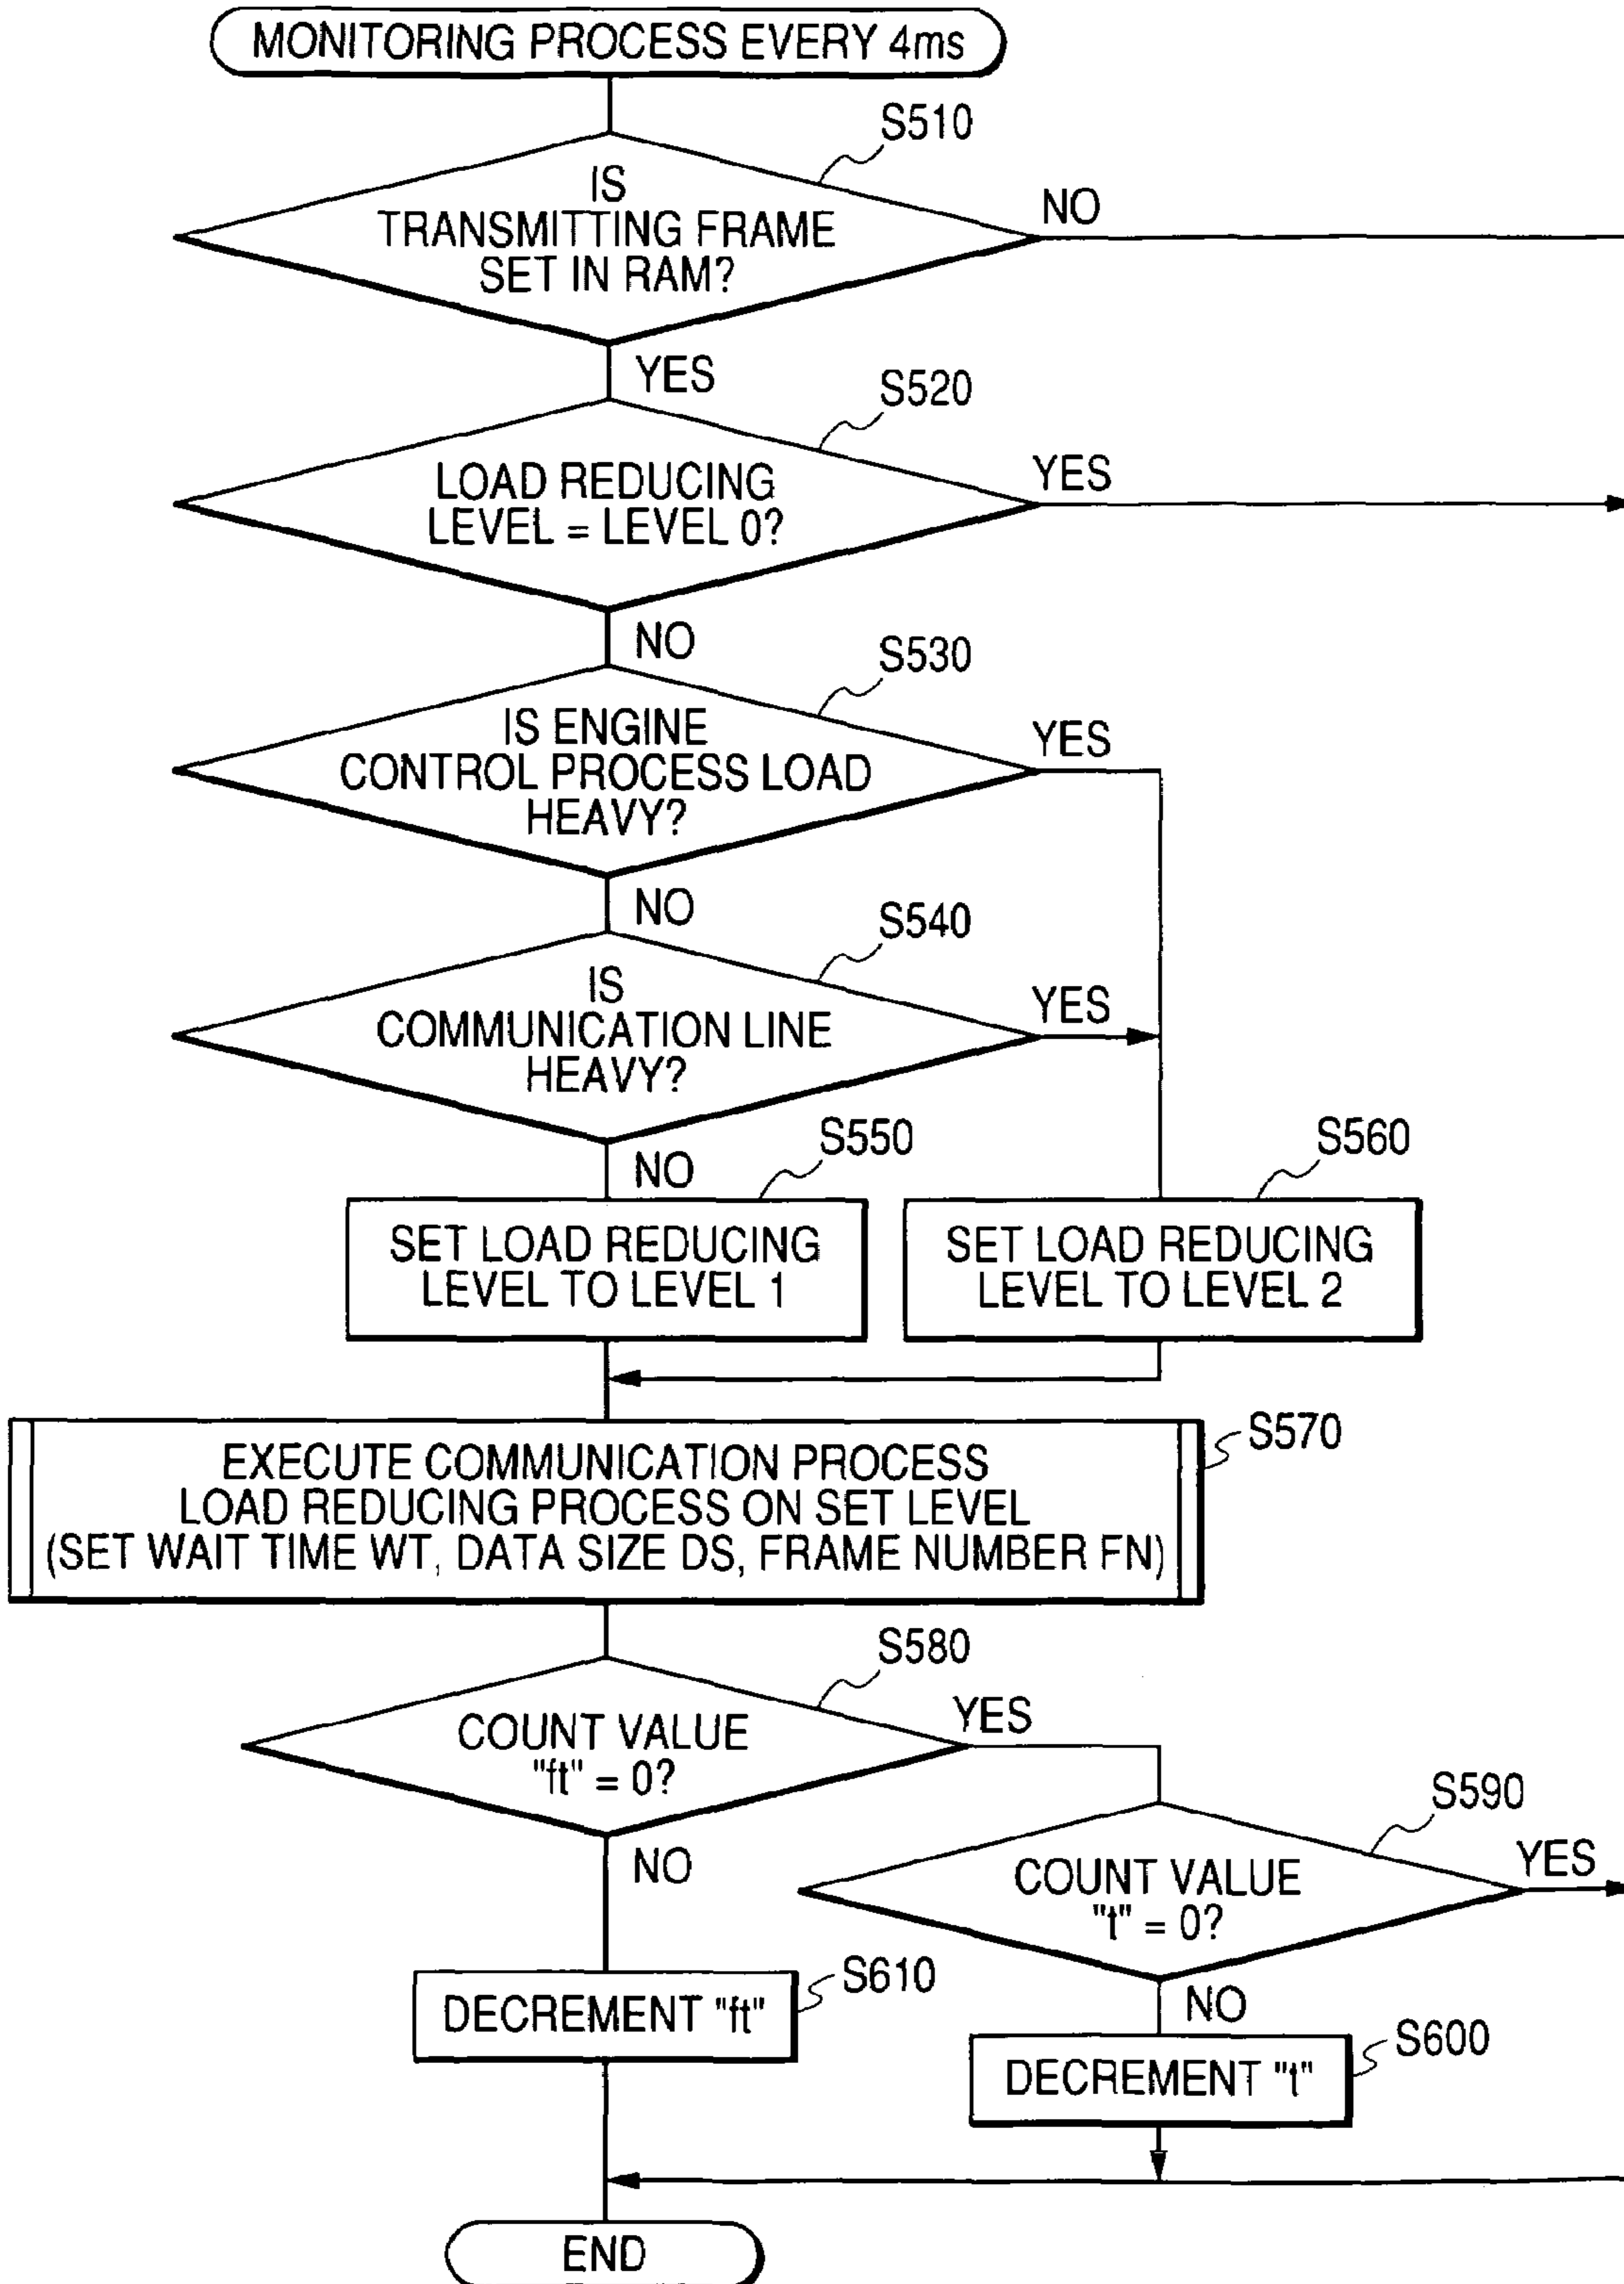 MONITORING PROCESS EVERY 4ms
S510
IS
TRANSMITTING FRAME
SET IN RAM?
NO
YES
S520
LOAD REDUCING
LEVEL = LEVEL 0?
YES
NO
S530
IS ENGINE
CONTROL PROCESS LOAD
HEAVY?
YES
NO
S540
IS
COMMUNICATION LINE
HEAVY?
YES
NO
S550
S560
SET LOAD REDUCING
LEVEL TO LEVEL 1
SET LOAD REDUCING
LEVEL TO LEVEL 2
S570
EXECUTE COMMUNICATION PROCESS
LOAD REDUCING PROCESS ON SET LEVEL
(SET WAIT TIME WT, DATA SIZE DS, FRAME NUMBER FN)
S580
COUNT VALUE
"ft" = 0?
YES
NO
S590
COUNT VALUE
"t" = 0?
YES
NO
S610
DECREMENT "ft"
S600
DECREMENT "t"
END